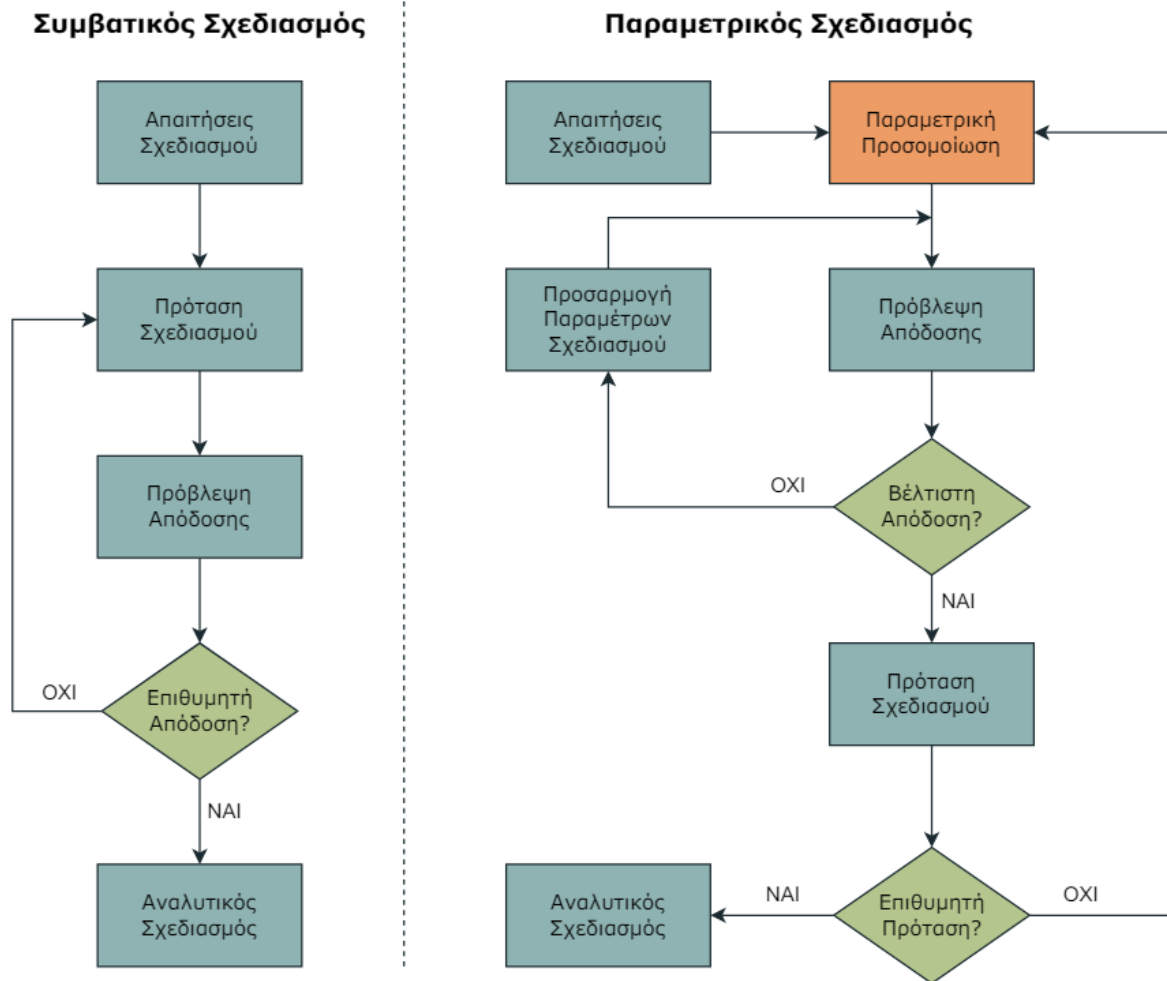 Συμβατικός Σχεδιασμός
Απαιτήσεις
Σχεδιασμού
Πρόταση
Σχεδιασμού
Πρόβλεψη
Απόδοσης
Επιθυμητή
Απόδοση?
ΟΧΙ
ΝΑΙ
Αναλυτικός
Σχεδιασμός
Παραμετρικός Σχεδιασμός
Απαιτήσεις
Σχεδιασμού
Παραμετρική
Προσομοίωση
Προσαρμογή
Παραμέτρων
Σχεδιασμού
Πρόβλεψη
Απόδοσης
ΟΧΙ
Βέλτιστη
Απόδοση?
ΝΑΙ
Πρόταση
Σχεδιασμού
Αναλυτικός
Σχεδιασμός
ΝΑΙ
Επιθυμητή
Πρόταση?
ΟΧΙ